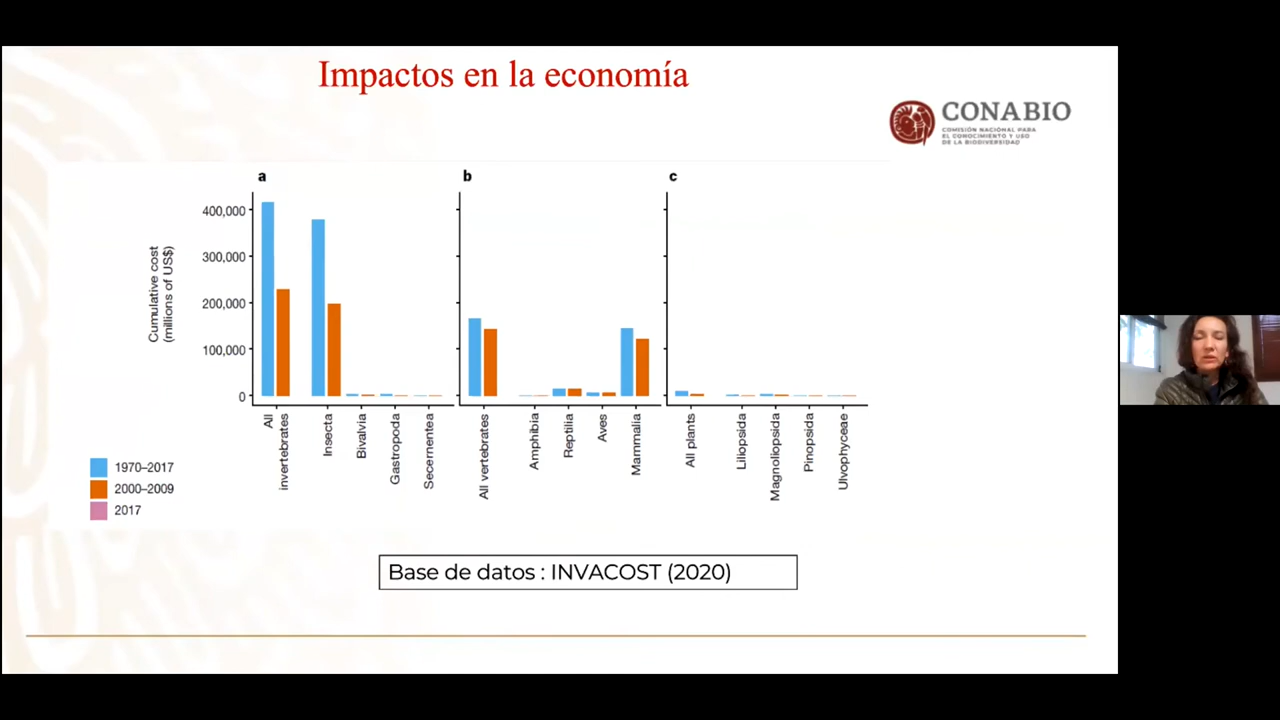 Impactos en la economía
CONABIO
COMISIÓN NACIONAL PARA
EL CONOCIMIENTO Y USO
DE LA BIODIVERSIDAD
a
b
c
Cumulative cost
(millions of US$)
400,000
300,000
200,000
100,000
0
All
invertebrates
Insecta
Bivalvia
Gastropoda
Secernentea
All vertebrates
Amphibia
Reptilia
Aves
Mammalia
All plants
Liliopsida
Magnoliopsida
Pinopsida
Ulvophyceae
1970–2017
2000–2009
2017
Base de datos : INVACOST (2020)